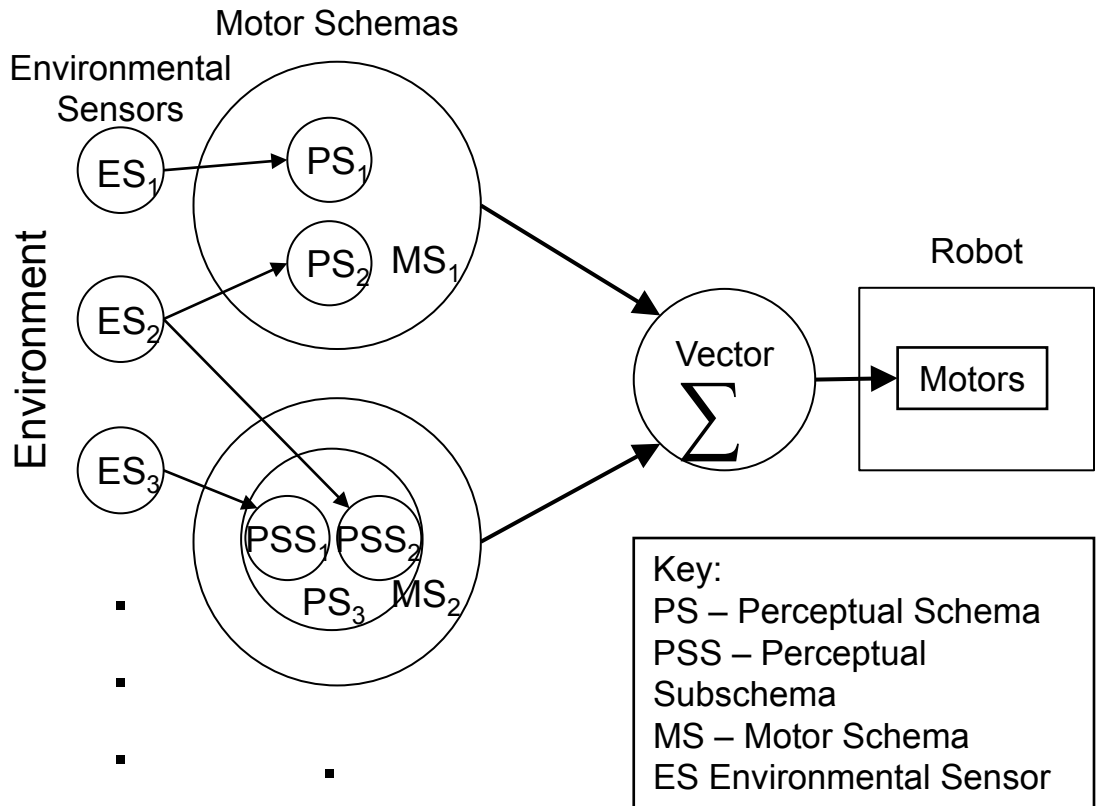 Motor Schemas
Environmental
Sensors
Environment
ES₁
PS₁
PS₂
MS₁
ES₂
ES₃
PSS₁
PSS₂
PS₃
MS₂
Vector
∑
Robot
Motors
Key:
PS – Perceptual Schema
PSS – Perceptual
Subschema
MS – Motor Schema
ES Environmental Sensor